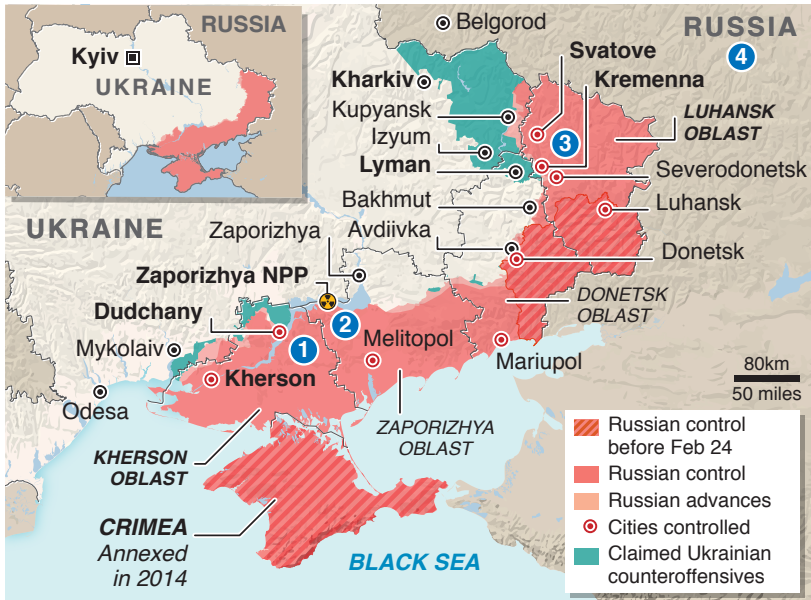 RUSSIA
Kyiv
UKRAINE
Belgorod
RUSSIA
4
Svatove
Kremenna
Kharkiv
Kupyansk
Izyum
Lyman
LUHANSK
OBLAST
3
Severodonetsk
Bakhmut
Luhansk
UKRAINE
Zaporizhya
Avdiivka
Donetsk
Zaporizhya NPP
DONETSK
OBLAST
Dudchany
2
Mykolaiv
1
Melitopol
Mariupol
Kherson
80km
50 miles
Odesa
ZAPORIZHYA
OBLAST
KHERSON
OBLAST
CRIMEA
Annexed
in 2014
BLACK SEA
Russian control
before Feb 24
Russian control
Russian advances
Cities controlled
Claimed Ukrainian
counteroffensives